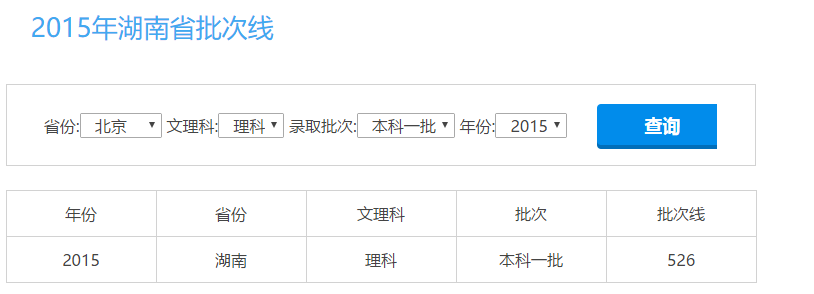 2015年湖南省批次线
省份: 北京 文理科: 理科 录取批次: 本科一批 年份: 2015 查询
年份 省份 文理科 批次 批次线
2015 湖南 理科 本科一批 526